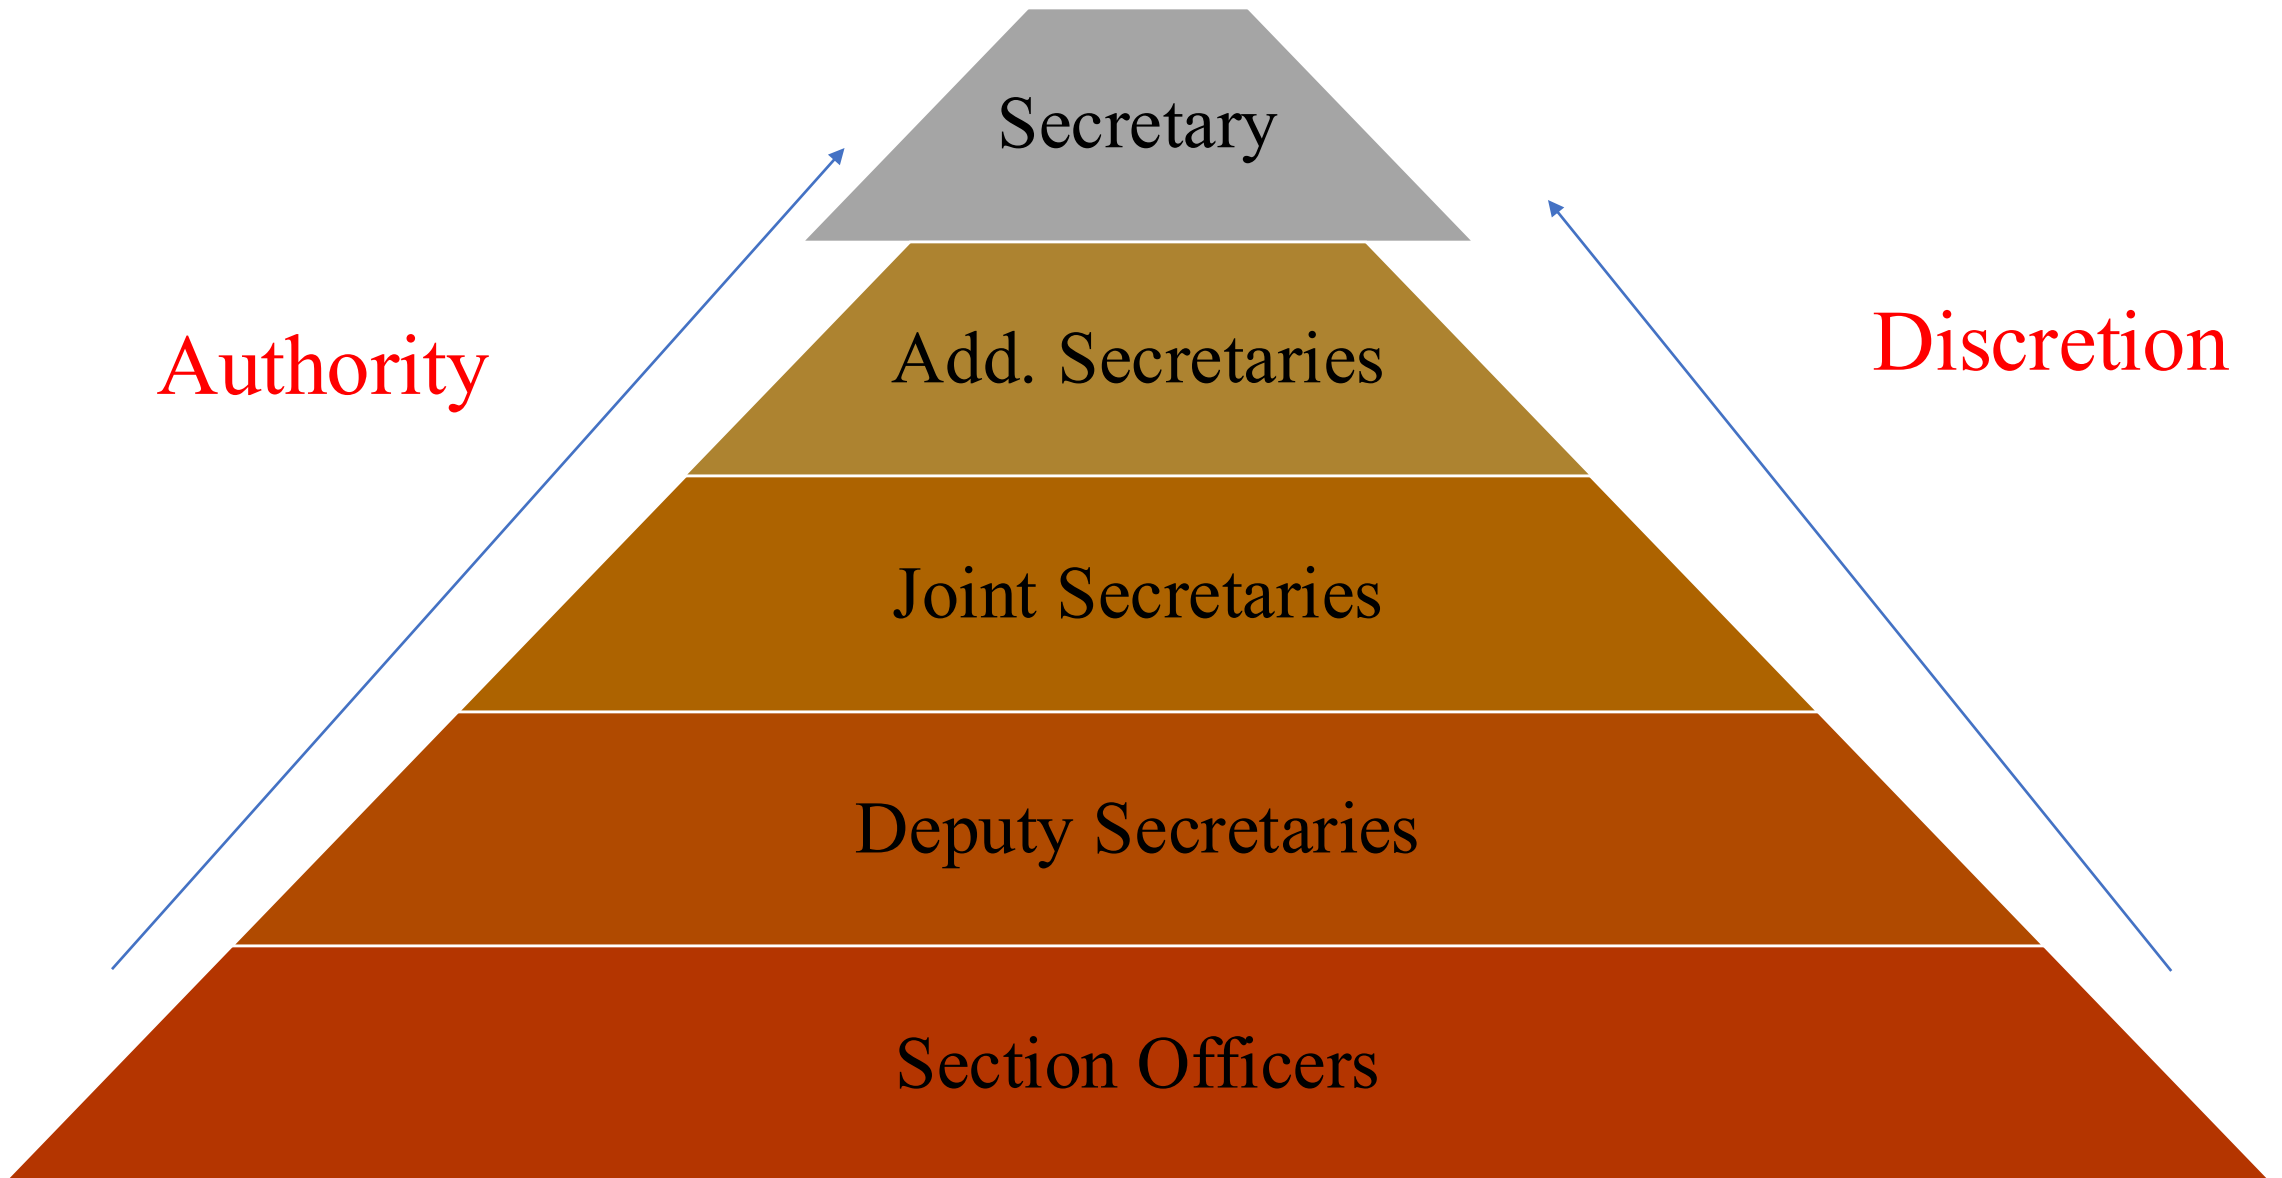 Secretary
Authority
Add. Secretaries
Discretion
Joint Secretaries
Deputy Secretaries
Section Officers